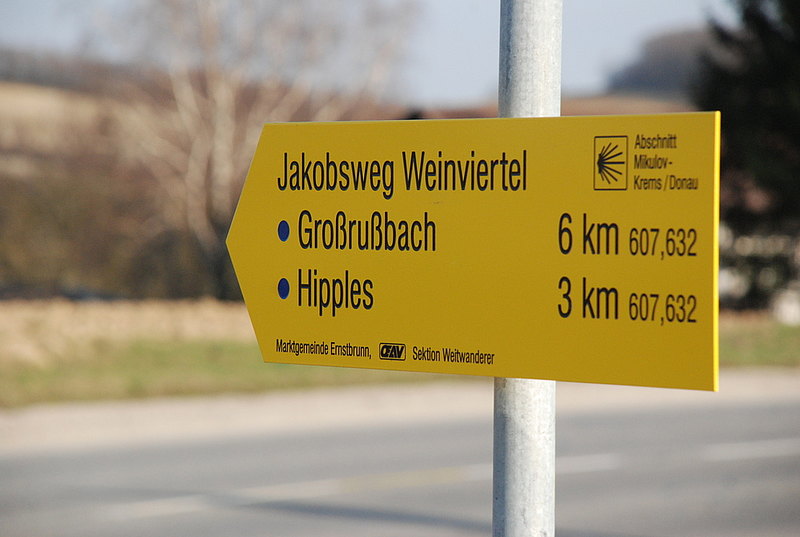 Jakobsweg Weinviertel
Abschnitt
Mikulov-
Krems / Donau
Großrußbach 6 km 607,632
Hipples 3 km 607,632
Marktgemeinde Ernstbrunn, OEAV Sektion Weitwanderer